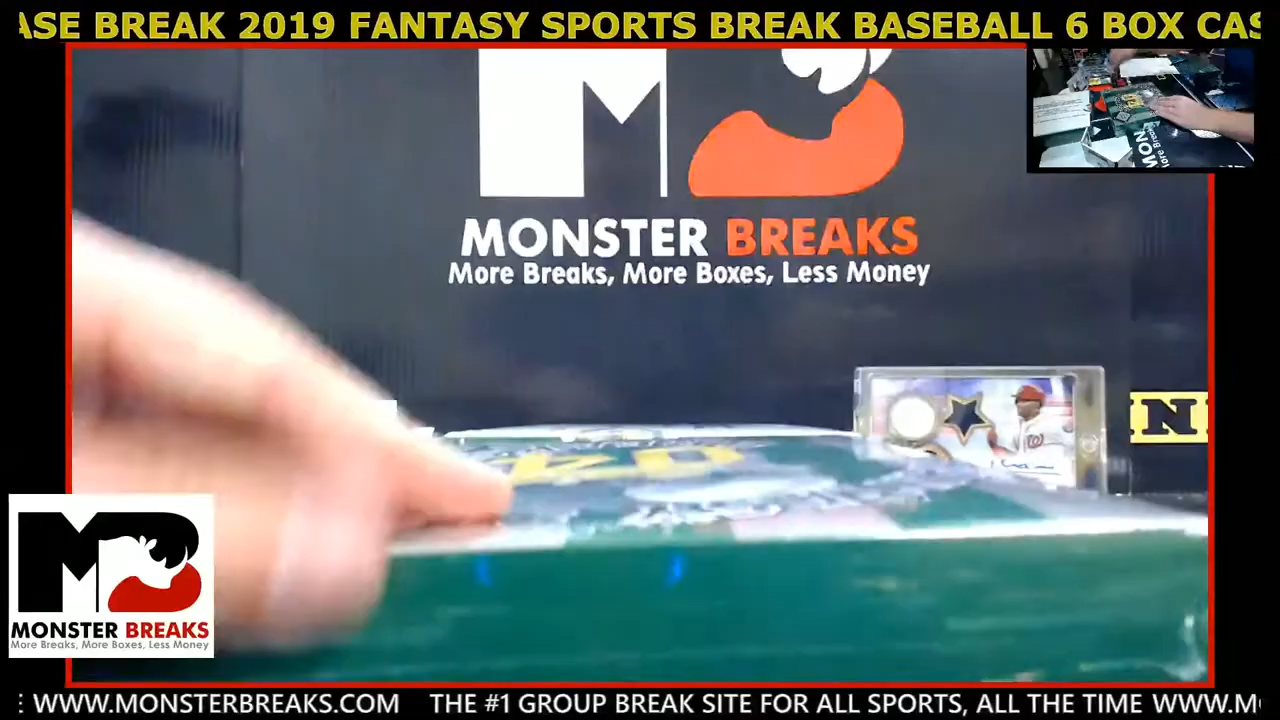 ASE BREAK 2019 FANTASY SPORTS BREAK BASEBALL 6 BOX CAS
MONSTER BREAKS
More Breaks, More Boxes, Less Money
MON
MONSTER BREAKS
More Breaks, More Boxes, Less Money
: WWW.MONSTERBREAKS.COM THE #1 GROUP BREAK SITE FOR ALL SPORTS, ALL THE TIME WWW.M